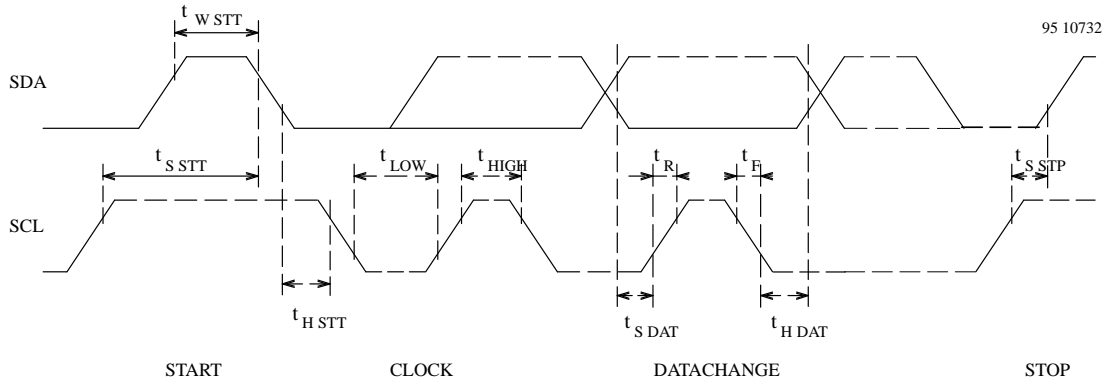 t W STT
95 10732
SDA
t S STT
t LOW
t HIGH
t R
t F
t S STP
SCL
t H STT
t S DAT
t H DAT
START
CLOCK
DATACHANGE
STOP